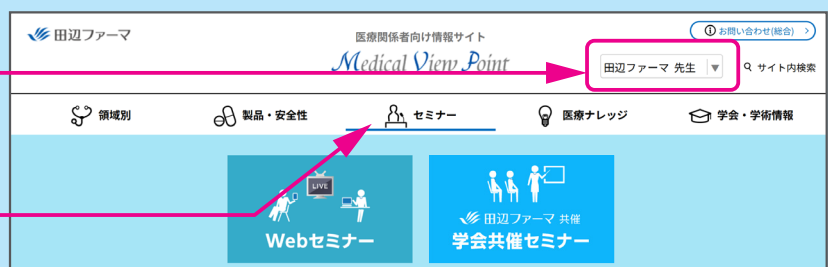 田辺ファーマ
医療関係者向け情報サイト
Medical View Point
お問い合わせ(総合)
田辺ファーマ 先生
サイト内検索
領域別
製品・安全性
セミナー
医療ナレッジ
学会・学術情報
LIVE
Webセミナー
田辺ファーマ 共催
学会共催セミナー